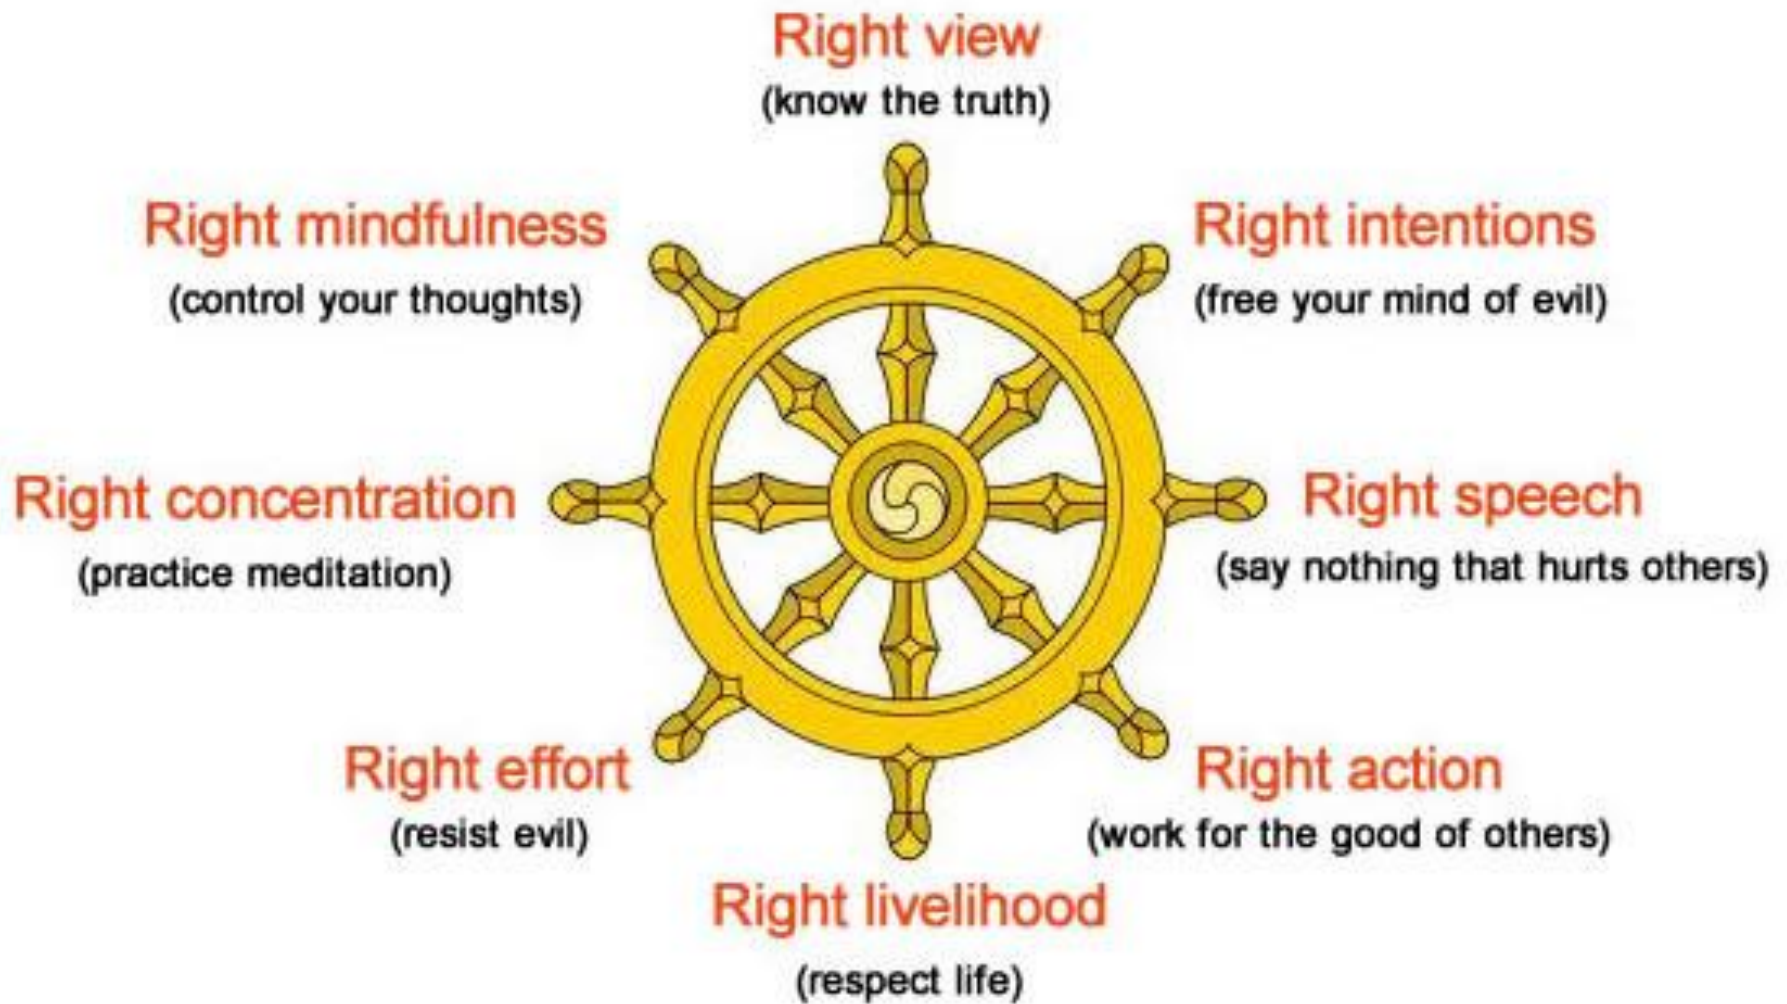 Right view
(know the truth)
Right mindfulness
(control your thoughts)
Right intentions
(free your mind of evil)
Right concentration
(practice meditation)
Right speech
(say nothing that hurts others)
Right effort
(resist evil)
Right action
(work for the good of others)
Right livelihood
(respect life)